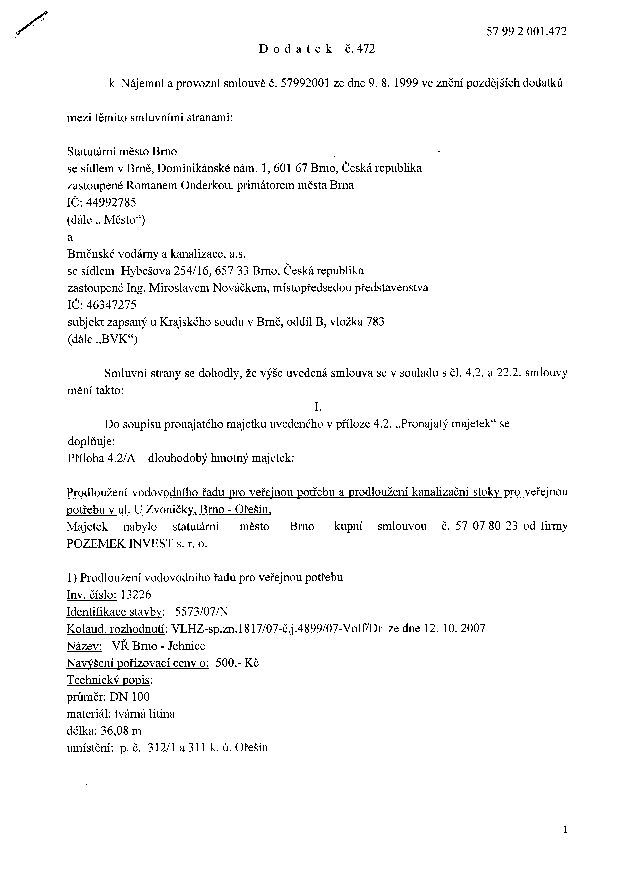 57 99 2 001.472
D o d a t e k č. 472
k Nájemní a provozní smlouvě č. 57992001 ze dne 9. 8. 1999 ve znění pozdějších dodatků
mezi těmito smluvními stranami:
Statutární město Brno
se sídlem v Brně, Dominikánské nám. 1, 601 67 Brno, Česká republika
zastoupené Romanem Onderkou, primátorem města Brna
IČ: 44992785
(dále „ Město“)
a
Brněnské vodárny a kanalizace, a.s.
se sídlem Hybešova 254/16, 657 33 Brno, Česká republika
zastoupené Ing. Miroslavem Nováčkem, místopředsedou představenstva
IČ: 46347275
subjekt zapsaný u Krajského soudu v Brně, oddíl B, vložka 783
(dále „BVK“)
Smluvní strany se dohodly, že výše uvedená smlouva se v souladu s čl. 4.2. a 22.2. smlouvy
mění takto:
I.
Do soupisu pronajatého majetku uvedeného v příloze 4.2. „Pronajatý majetek“ se
doplňuje:
Příloha 4.2/A – dlouhodobý hmotný majetek:
Prodloužení vodovodního řadu pro veřejnou potřebu a prodloužení kanalizační stoky pro veřejnou
potřebu v ul. U Zvoničky, Brno - Ořešín.
Majetek nabylo statutární město Brno kupní smlouvou č. 57 07 80 23 od firmy
POZEMEK INVEST s. r. o.
1) Prodloužení vodovodního řadu pro veřejnou potřebu
Inv. číslo: 13226
Identifikace stavby: 5573/07/N
Kolaud. rozhodnutí: VLHZ-sp.zn.1817/07-č.j.4899/07-Volf/Dr ze dne 12. 10. 2007
Název: VŘ Brno - Jehnice
Navýšení pořizovací ceny o: 500,- Kč
Technický popis:
průměr: DN 100
materiál: tvárná litina
délka: 36,08 m
umístění: p. č. 312/1 a 311 k. ú. Ořešín
1